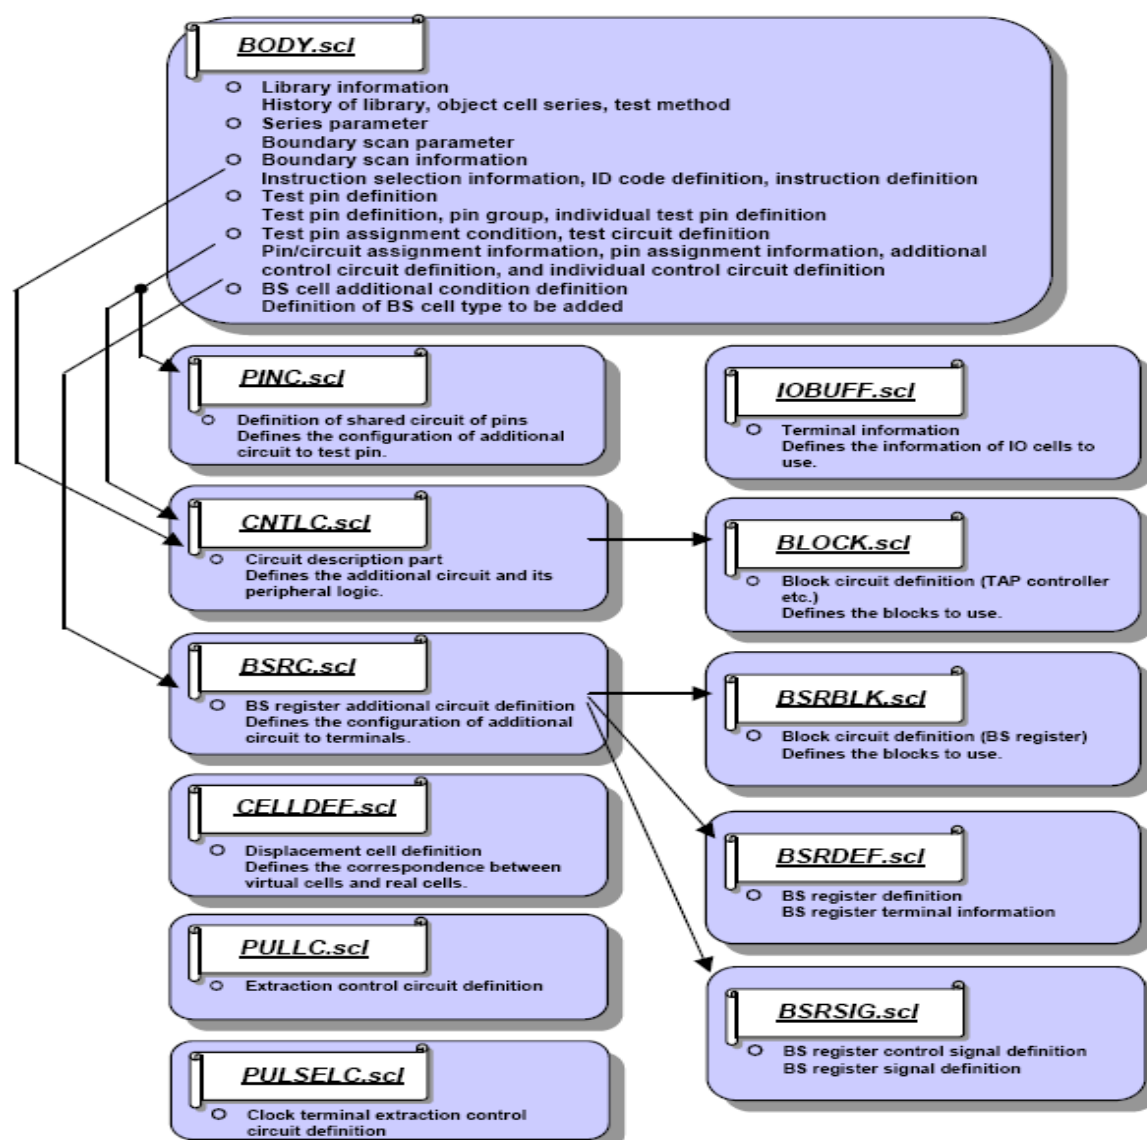 BODY.scl
Library information
History of library, object cell series, test method
Series parameter
Boundary scan parameter
Boundary scan information
Instruction selection information, ID code definition, instruction definition
Test pin definition
Test pin definition, pin group, individual test pin definition
Test pin assignment condition, test circuit definition
Pin/circuit assignment information, pin assignment information, additional
control circuit definition, and individual control circuit definition
BS cell additional condition definition
Definition of BS cell type to be added
PINC.scl
Definition of shared circuit of pins
Defines the configuration of additional
circuit to test pin.
IOBUFF.scl
Terminal information
Defines the information of IO cells to
use.
CNTLC.scl
Circuit description part
Defines the additional circuit and its
peripheral logic.
BLOCK.scl
Block circuit definition (TAP controller
etc.)
Defines the blocks to use.
BSRC.scl
BS register additional circuit definition
Defines the configuration of additional
circuit to terminals.
BSRBLK.scl
Block circuit definition (BS register)
Defines the blocks to use.
CELLDEF.scl
Displacement cell definition
Defines the correspondence between
virtual cells and real cells.
BSRDEF.scl
BS register definition
BS register terminal information
PULLC.scl
Extraction control circuit definition
BSRSIG.scl
BS register control signal definition
BS register signal definition
PULSELC.scl
Clock terminal extraction control
circuit definition